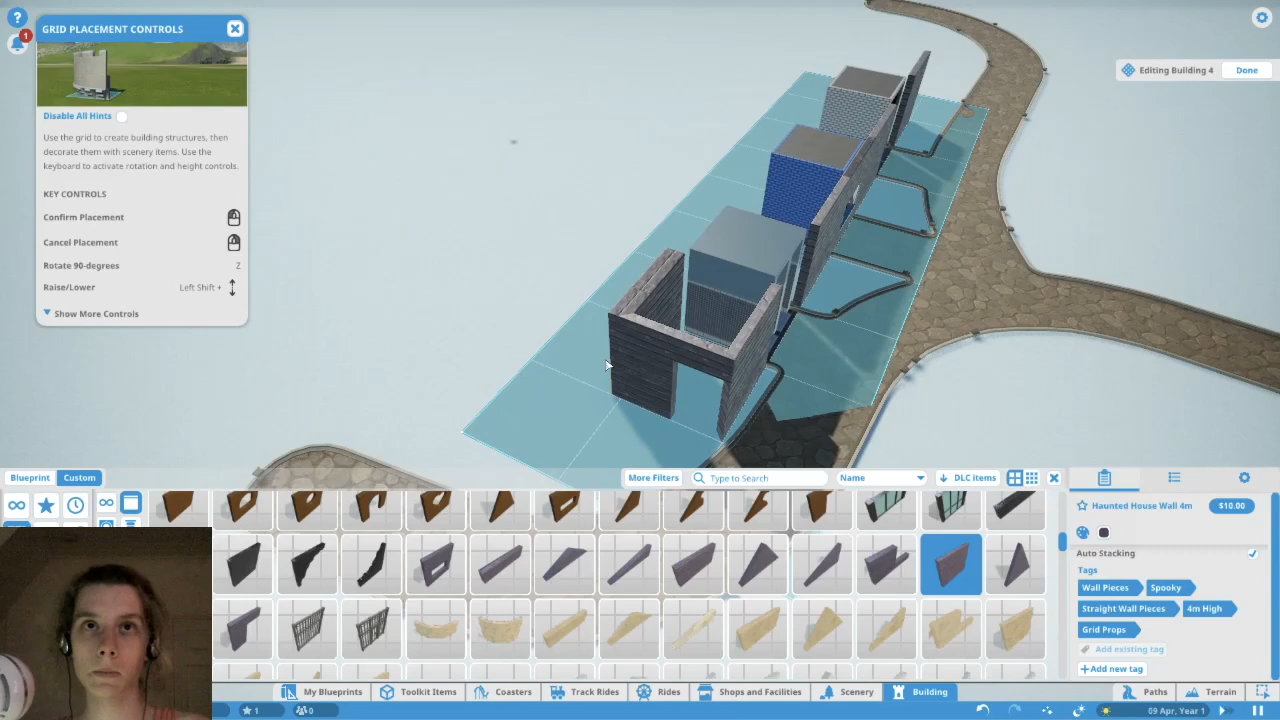 ?
GRID PLACEMENT CONTROLS
1
Disable All Hints
Use the grid to create building structures, then
decorate them with scenery items. Use the
keyboard to activate rotation and height controls.
KEY CONTROLS
Confirm Placement
Cancel Placement
Rotate 90-degrees Z
Raise/Lower Left Shift +
Show More Controls
Editing Building 4 Done
Blueprint Custom More Filters Type to Search Name DLC items
Haunted House Wall 4m $10.00
Auto Stacking
Tags
Wall Pieces Spooky
Straight Wall Pieces 4m High
Grid Props
Add existing tag
+Add new tag
My Blueprints Toolkit Items Coasters Track Rides Rides Shops and Facilities Scenery Building Paths Terrain
1 0 09 Apr, Year 1